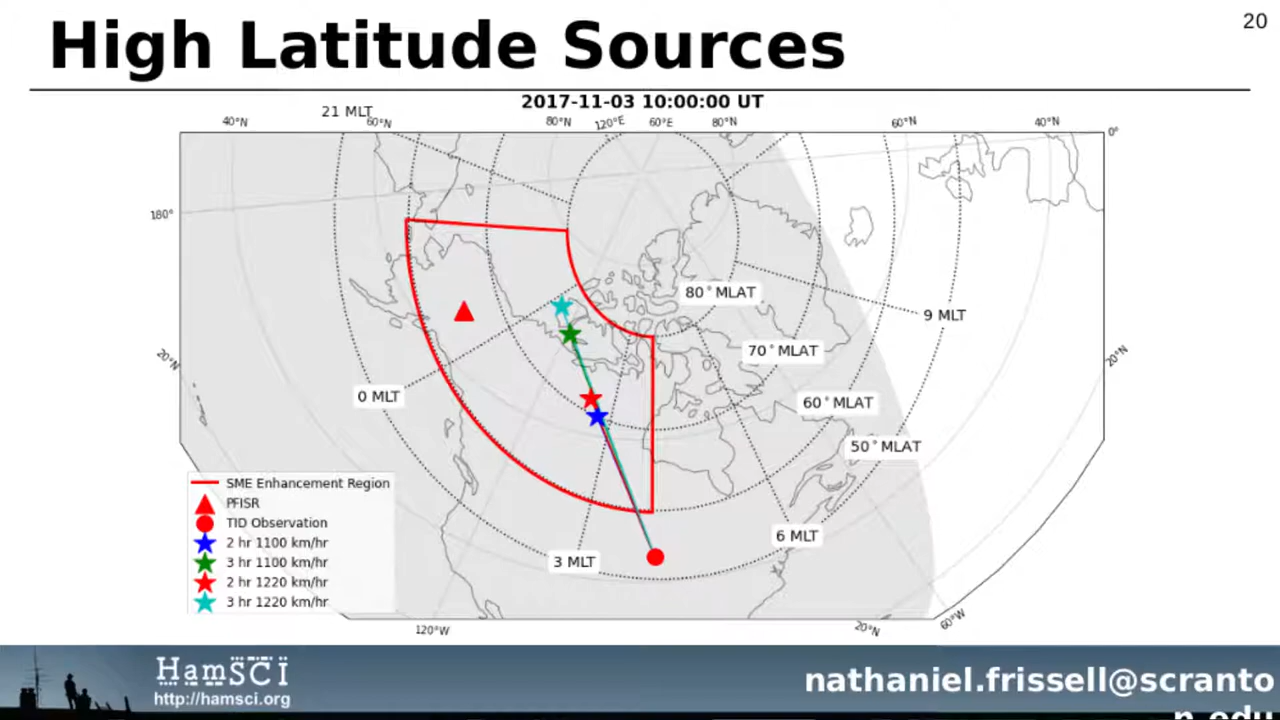 High Latitude Sources
20
2017-11-03 10:00:00 UT
21 MLT
40°N
60°N
80°N
120°E
60°E
80°N
60°N
40°N
0°
180°
80°MLAT
9 MLT
70°MLAT
20°N
20°N
0 MLT
60°MLAT
50°MLAT
SME Enhancement Region
PFISR
TID Observation
2 hr 1100 km/hr
3 hr 1100 km/hr
2 hr 1220 km/hr
3 hr 1220 km/hr
6 MLT
3 MLT
120°W
20°N
60°W
HamSCI
http://hamsci.org
nathaniel.frissell@scranto
n.edu